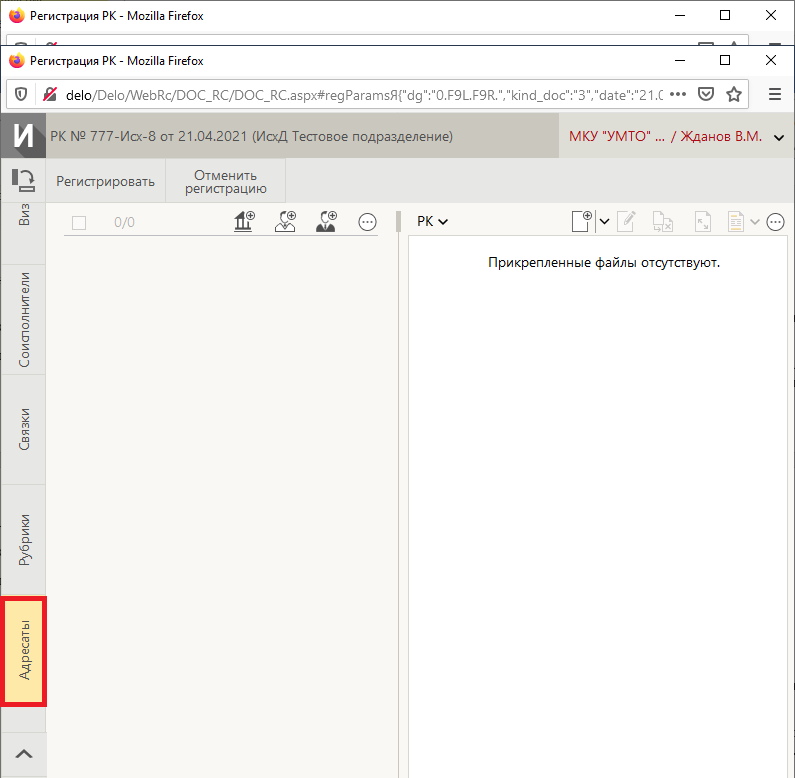 Регистрация РК - Mozilla Firefox
Регистрация РК - Mozilla Firefox
delo/Delo/WebRc/DOC_RC/DOC_RC.aspx#regParamsЯ{"dg":"0.F9L.F9R.","kind_doc":"3","date":"21.0
И
РК № 777-Исх-8 от 21.04.2021 (ИсхД Тестовое подразделение)
МКУ "УМТО" ... / Жданов В.М.
Регистрировать
Отменить
регистрацию
Виз
0/0
РК
Прикрепленные файлы отсутствуют.
Соисполнители
Связки
Рубрики
Адресаты